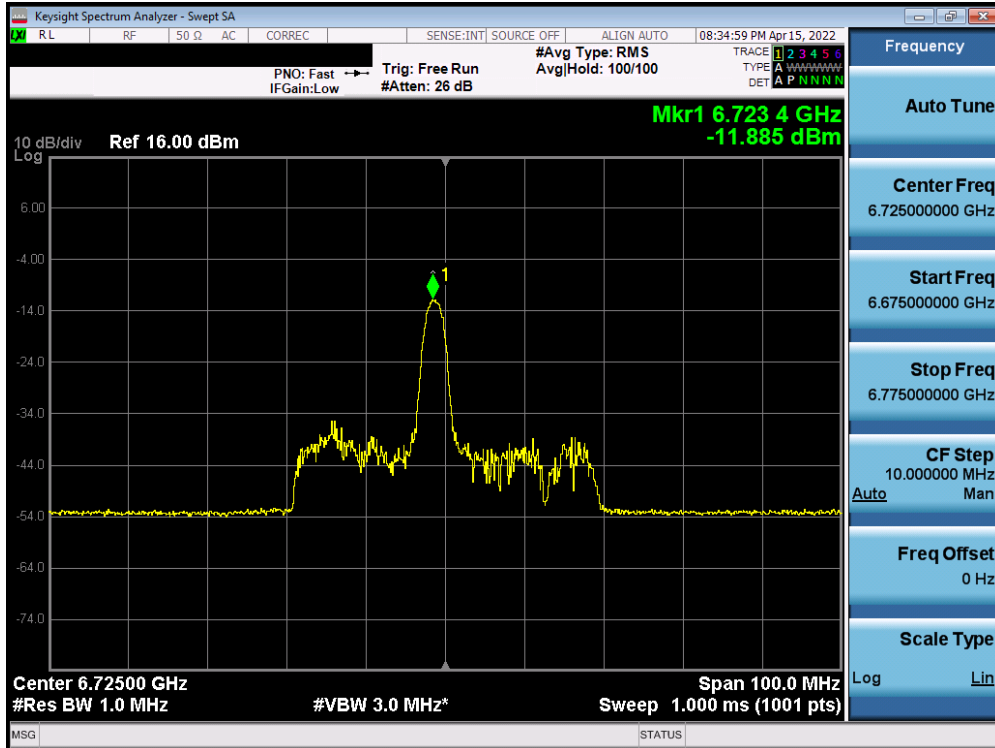 Keysight Spectrum Analyzer - Swept SA
LXI RL RF 50 Ω AC CORREC SENSE:INT SOURCE OFF ALIGN AUTO 08:34:59 PM Apr 15, 2022
PNO: Fast
IFGain:Low
Trig: Free Run
#Atten: 26 dB
#Avg Type: RMS
Avg|Hold: 100/100
TRACE 1 2 3 4 5 6
TYPE A WWWWW
DET A P N N N N
Mkr1 6.723 4 GHz
-11.885 dBm
10 dB/div Ref 16.00 dBm
Log
6.00
-4.00
1
-14.0
-24.0
-34.0
-44.0
-54.0
-64.0
-74.0
Center 6.72500 GHz Span 100.0 MHz
#Res BW 1.0 MHz #VBW 3.0 MHz* Sweep 1.000 ms (1001 pts)
MSG STATUS
Frequency
Auto Tune
Center Freq
6.725000000 GHz
Start Freq
6.675000000 GHz
Stop Freq
6.775000000 GHz
CF Step
10.000000 MHz
Auto Man
Freq Offset
0 Hz
Scale Type
Log Lin